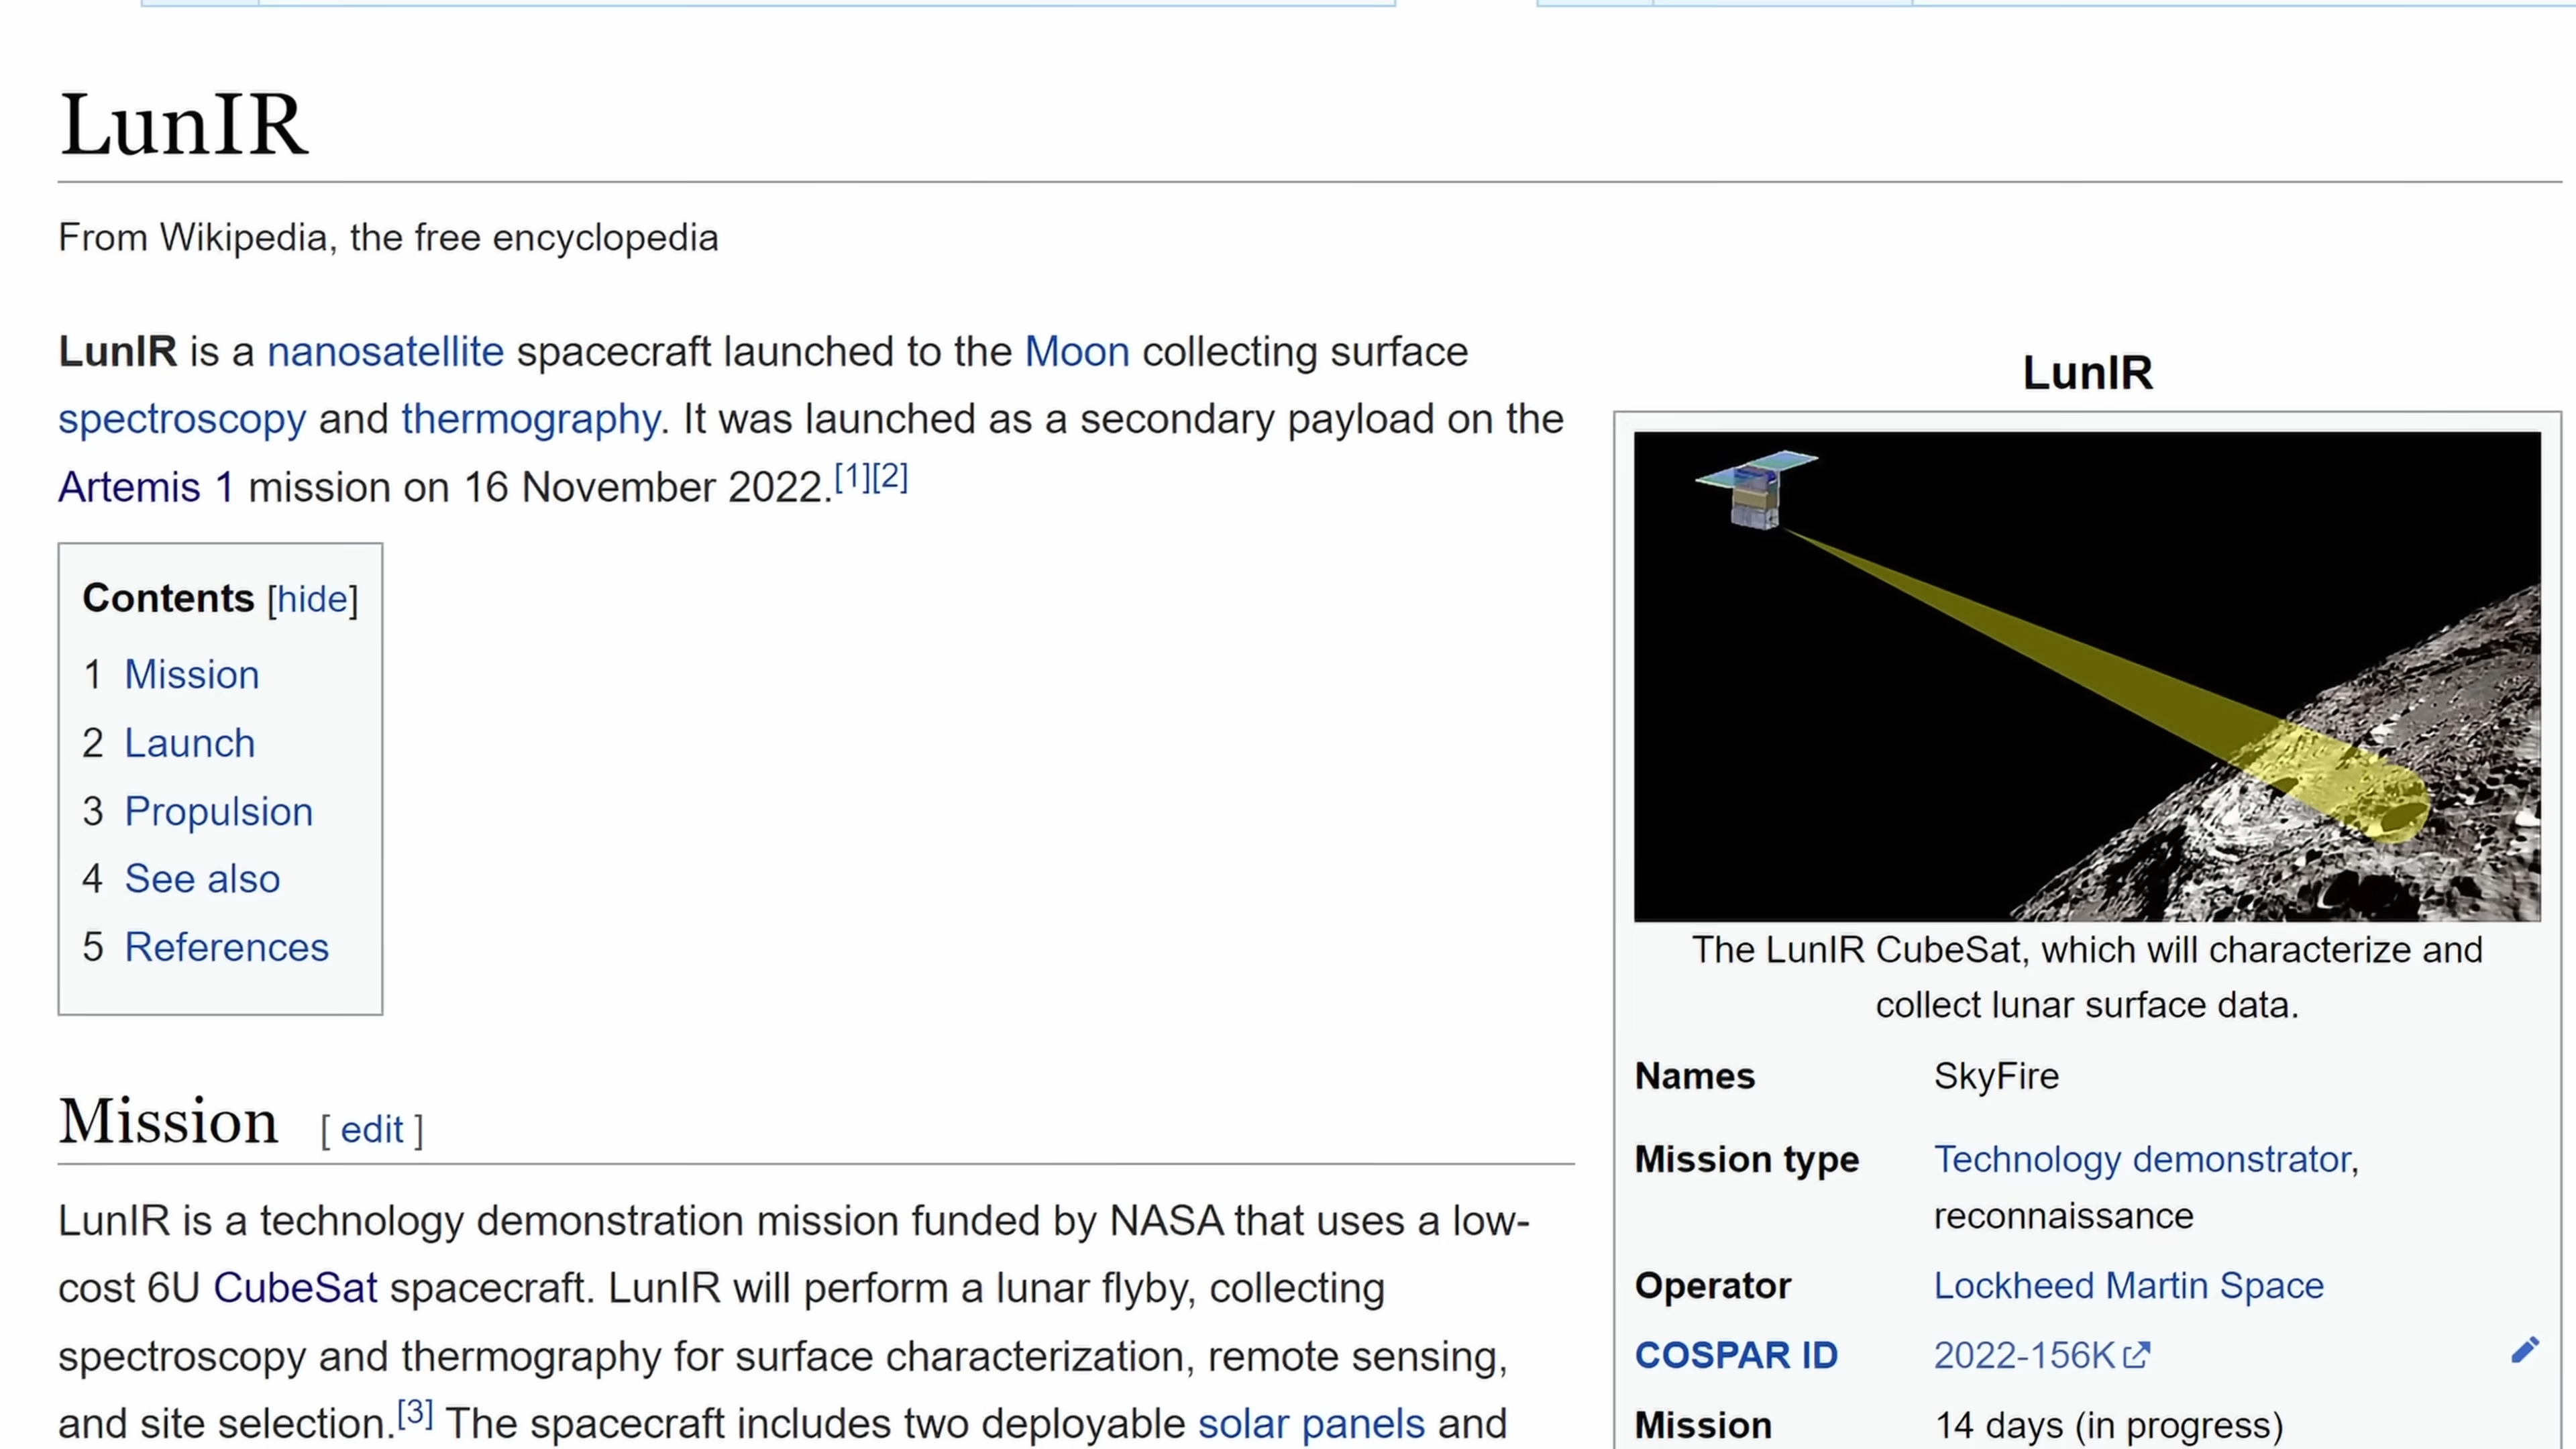 LunIR
From Wikipedia, the free encyclopedia
LunIR is a nanosatellite spacecraft launched to the Moon collecting surface
spectroscopy and thermography. It was launched as a secondary payload on the
Artemis 1 mission on 16 November 2022.[1][2]
Contents [hide]
1 Mission
2 Launch
3 Propulsion
4 See also
5 References
Mission [ edit ]
LunIR is a technology demonstration mission funded by NASA that uses a low-
cost 6U CubeSat spacecraft. LunIR will perform a lunar flyby, collecting
spectroscopy and thermography for surface characterization, remote sensing,
and site selection.[3] The spacecraft includes two deployable solar panels and
LunIR
The LunIR CubeSat, which will characterize and
collect lunar surface data.
Names SkyFire
Mission type Technology demonstrator,
reconnaissance
Operator Lockheed Martin Space
COSPAR ID 2022-156K
Mission 14 days (in progress)